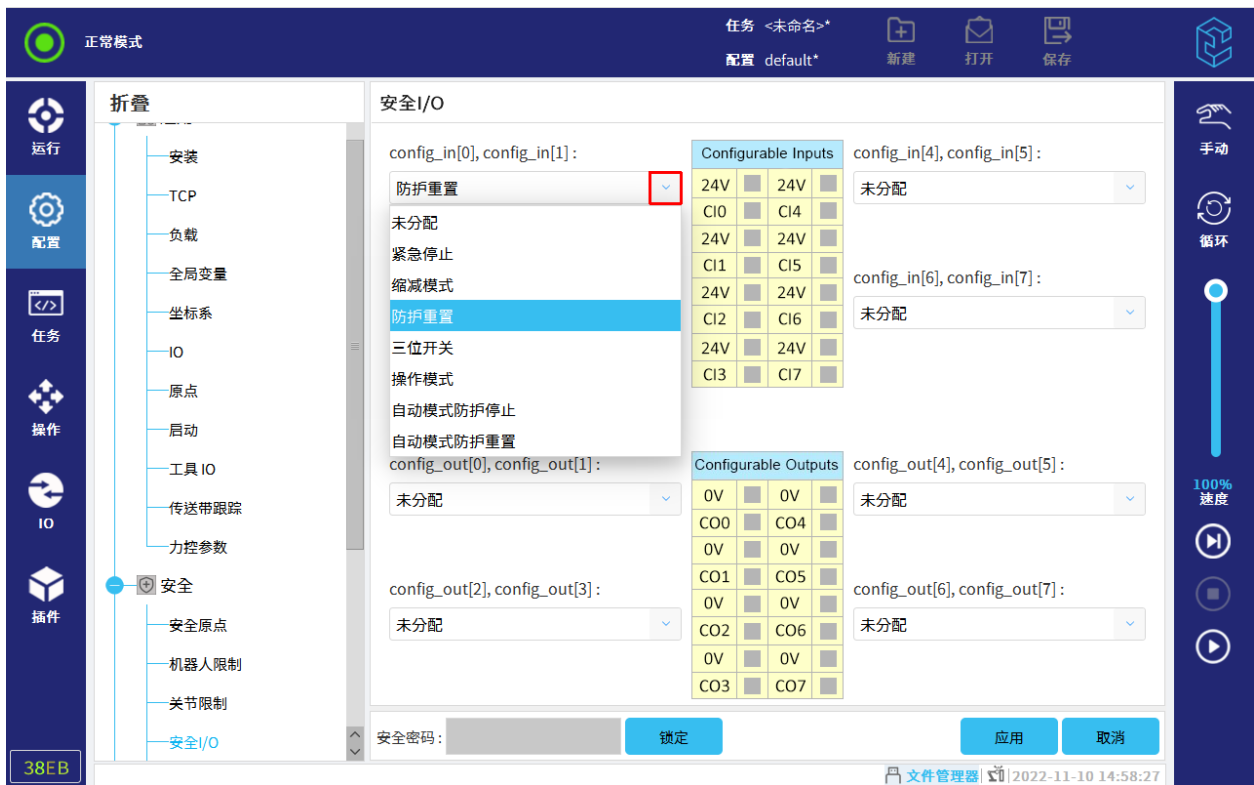 正常模式
任务 <未命名>*
配置 default*
新建
打开
保存
运行
配置
任务
操作
IO
插件
38EB
折叠
安装
TCP
负载
全局变量
坐标系
IO
原点
启动
工具 IO
传送带跟踪
力控参数
安全
安全原点
机器人限制
关节限制
安全I/O
安全I/O
config_in[0], config_in[1] :
防护重置
未分配
紧急停止
缩减模式
防护重置
三位开关
操作模式
自动模式防护停止
自动模式防护重置
Configurable Inputs
24V 24V
CI0 CI4
24V 24V
CI1 CI5
24V 24V
CI2 CI6
24V 24V
CI3 CI7
config_in[4], config_in[5] :
未分配
config_in[6], config_in[7] :
未分配
config_out[0], config_out[1] :
未分配
config_out[2], config_out[3] :
未分配
Configurable Outputs
0V 0V
CO0 CO4
0V 0V
CO1 CO5
0V 0V
CO2 CO6
0V 0V
CO3 CO7
config_out[4], config_out[5] :
未分配
config_out[6], config_out[7] :
未分配
安全密码 :
锁定
应用
取消
文件管理器
2022-11-10 14:58:27
手动
循环
100%
速度